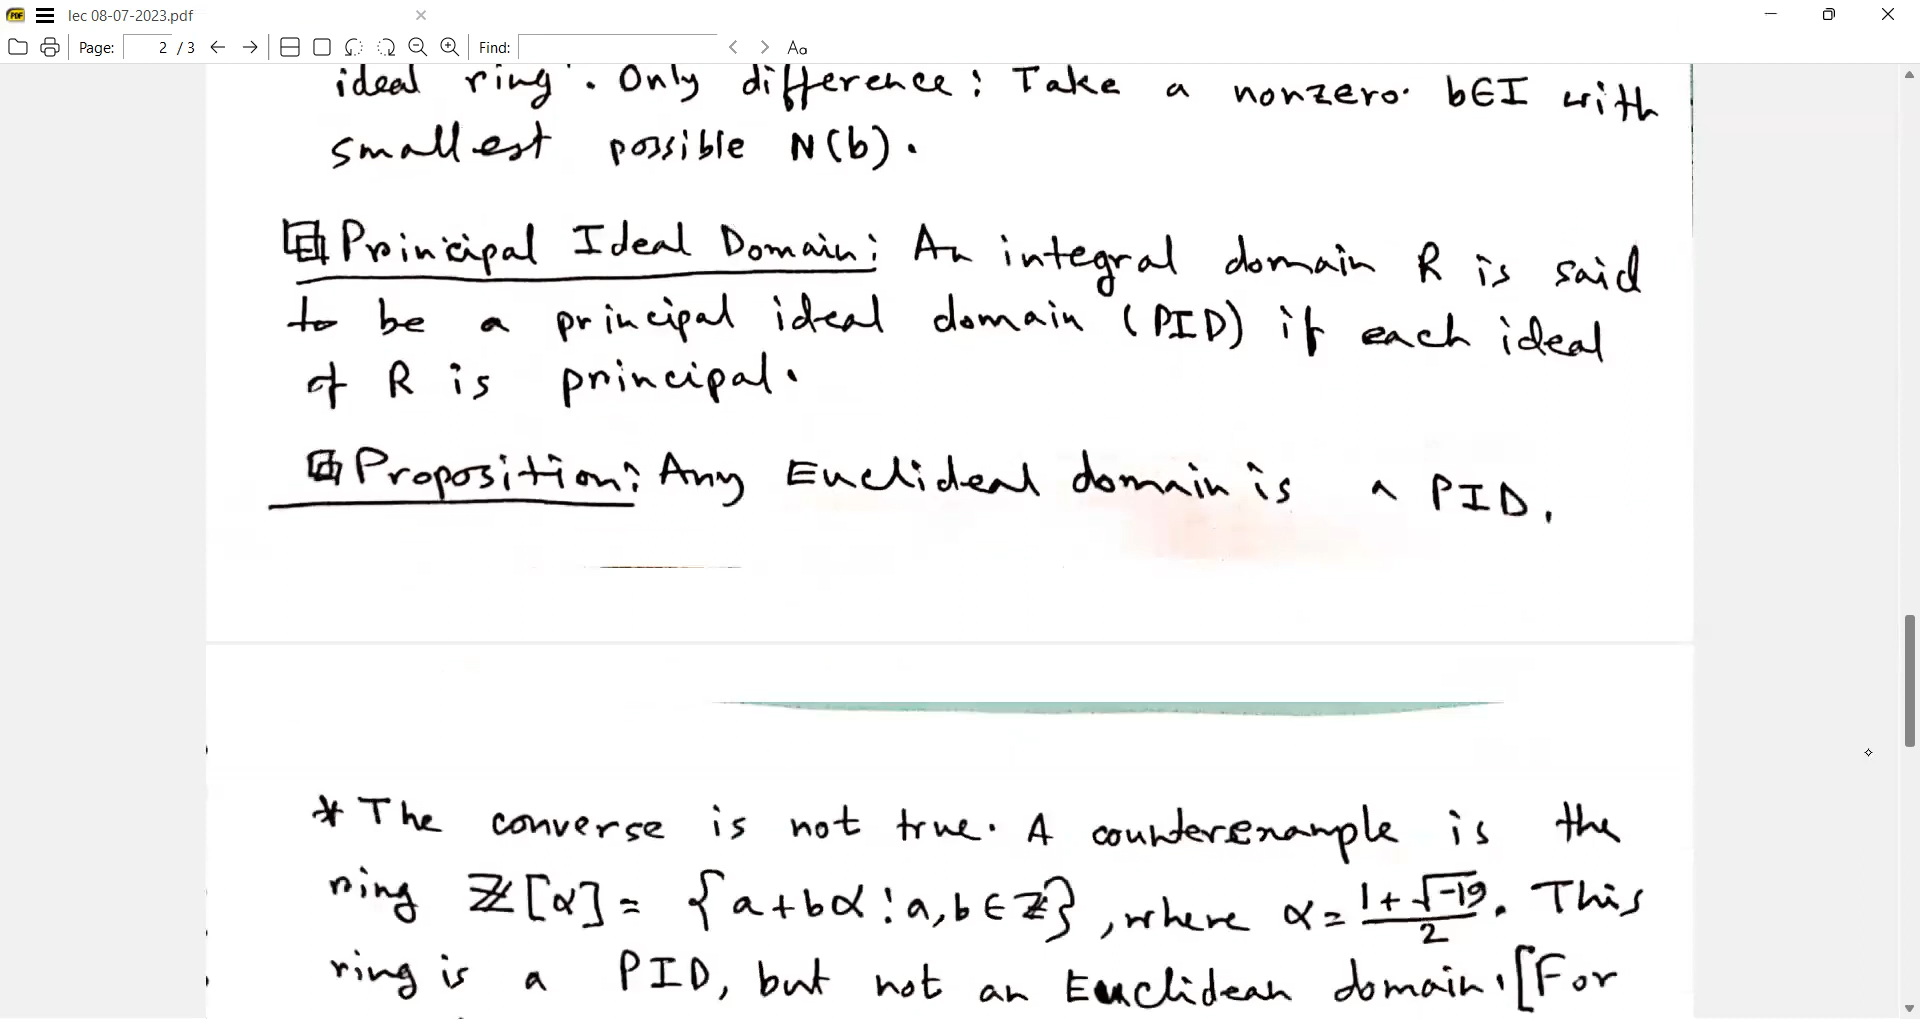 lec 08-07-2023.pdf
Page: 2 / 3 Find: Aa
ideal ring'. Only difference: Take a nonzero b∈I with
smallest possible N(b).
Principal Ideal Domain: An integral domain R is said
to be a principal ideal domain (PID) if each ideal
of R is principal.
Proposition: Any Euclideal domain is a PID.
* The converse is not true. A counterexample is the
ring ℤ[α] = {a+bα : a,b∈ℤ}, where α = (1+√-19)/2. This
ring is a PID, but not an Euclidean domain. [For